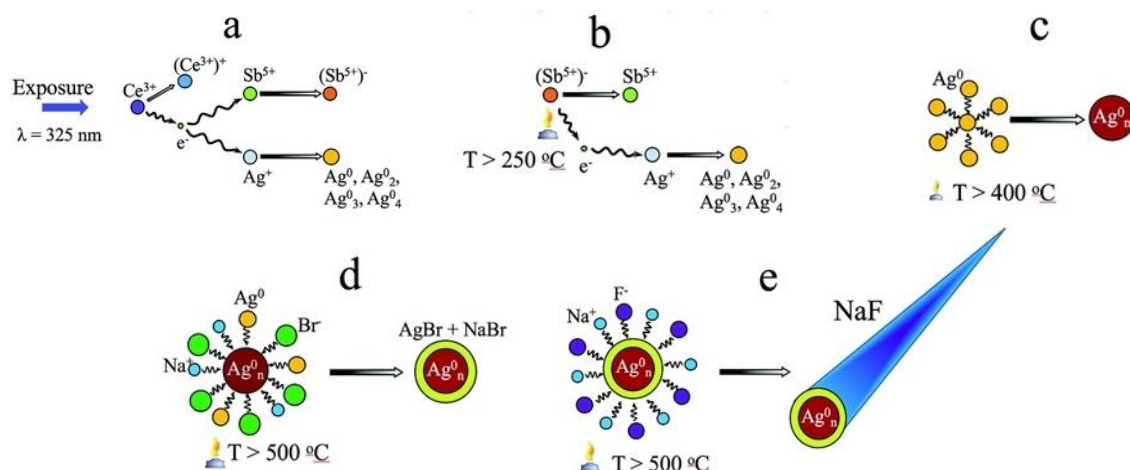 a
Exposure
λ = 325 nm
Ce³⁺
(Ce³⁺)⁺
e⁻
Sb⁵⁺
(Sb⁵⁺)⁻
Ag⁺
Ag⁰, Ag⁰₂,
Ag⁰₃, Ag⁰₄
b
(Sb⁵⁺)⁻
Sb⁵⁺
T > 250 ºC
e⁻
Ag⁺
Ag⁰, Ag⁰₂,
Ag⁰₃, Ag⁰₄
c
Ag⁰
Ag⁰ₙ
T > 400 ºC
d
Ag⁰
Br⁻
Na⁺
Ag⁰ₙ
T > 500 ºC
AgBr + NaBr
Ag⁰ₙ
e
F⁻
Na⁺
Ag⁰ₙ
T > 500 ºC
NaF
Ag⁰ₙ